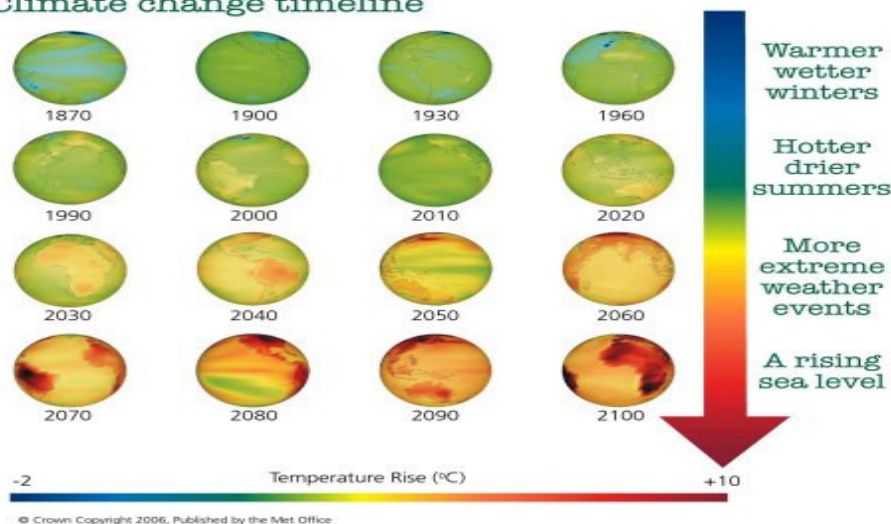 Climate change timeline
1870 1900 1930 1960
1990 2000 2010 2020
2030 2040 2050 2060
2070 2080 2090 2100
Warmer
wetter
winters
Hotter
drier
summers
More
extreme
weather
events
A rising
sea level
-2 Temperature Rise (ºC) +10
© Crown Copyright 2006, Published by the Met Office